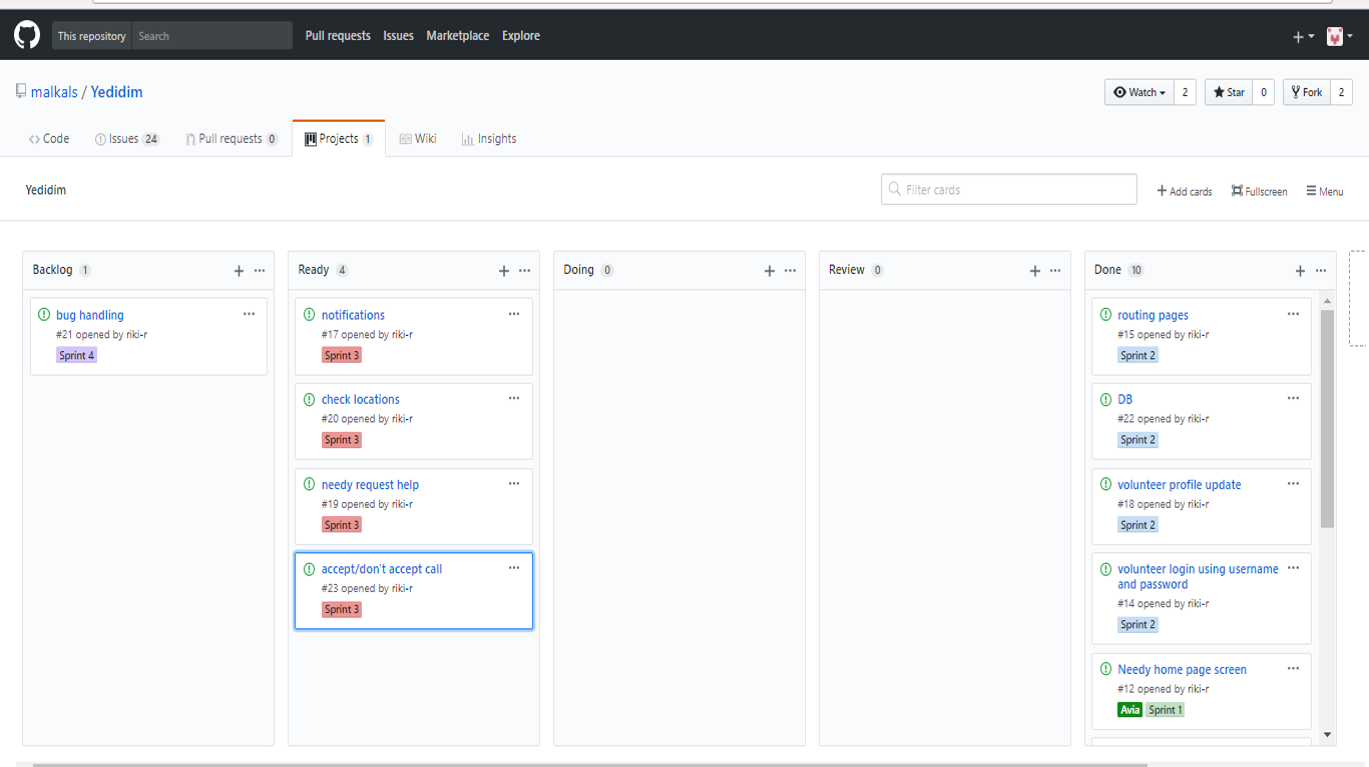 This repository Search Pull requests Issues Marketplace Explore
malkals / Yedidim Watch 2 Star 0 Fork 2
Code Issues 24 Pull requests 0 Projects 1 Wiki Insights
Yedidim Filter cards Add cards Fullscreen Menu
Backlog 1
bug handling
#21 opened by riki-r
Sprint 4
Ready 4
notifications
#17 opened by riki-r
Sprint 3
check locations
#20 opened by riki-r
Sprint 3
needy request help
#19 opened by riki-r
Sprint 3
accept/don't accept call
#23 opened by riki-r
Sprint 3
Doing 0
Review 0
Done 10
routing pages
#15 opened by riki-r
Sprint 2
DB
#22 opened by riki-r
Sprint 2
volunteer profile update
#18 opened by riki-r
Sprint 2
volunteer login using username
and password
#14 opened by riki-r
Sprint 2
Needy home page screen
#12 opened by riki-r
Avia Sprint 1